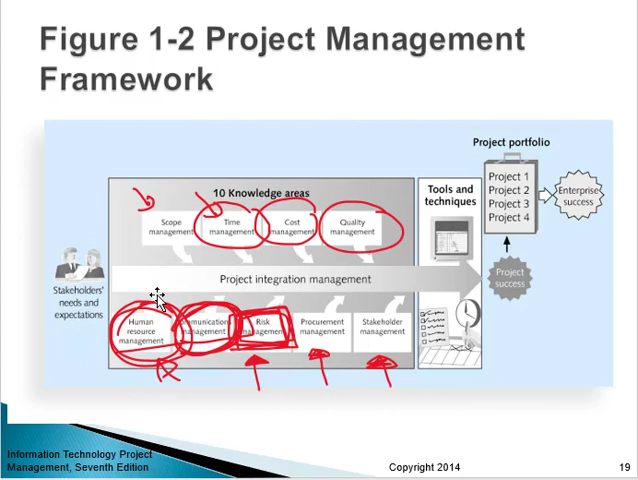 Figure 1-2 Project Management
Framework
Project portfolio
Project 1
Project 2
Project 3
Project 4
Enterprise
success
Project
success
10 Knowledge areas
Tools and
techniques
Scope
management
Time
management
Cost
management
Quality
management
Project integration management
Stakeholders'
needs and
expectations
Human
resource
management
Risk
management
Procurement
management
Stakeholder
management
Information Technology Project
Management, Seventh Edition
Copyright 2014
19